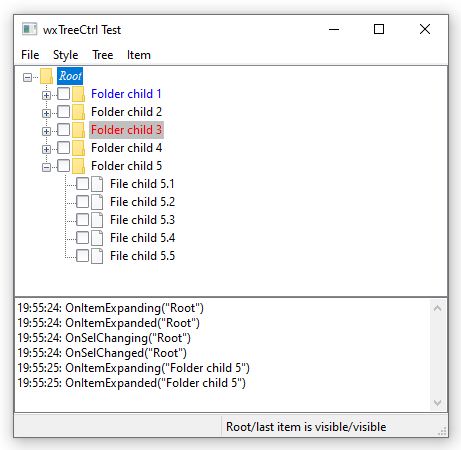 wxTreeCtrl Test
File Style Tree Item
Root
Folder child 1
Folder child 2
Folder child 3
Folder child 4
Folder child 5
File child 5.1
File child 5.2
File child 5.3
File child 5.4
File child 5.5
19:55:24: OnItemExpanding("Root")
19:55:24: OnItemExpanded("Root")
19:55:24: OnSelChanging("Root")
19:55:24: OnSelChanged("Root")
19:55:25: OnItemExpanding("Folder child 5")
19:55:25: OnItemExpanded("Folder child 5")
Root/last item is visible/visible